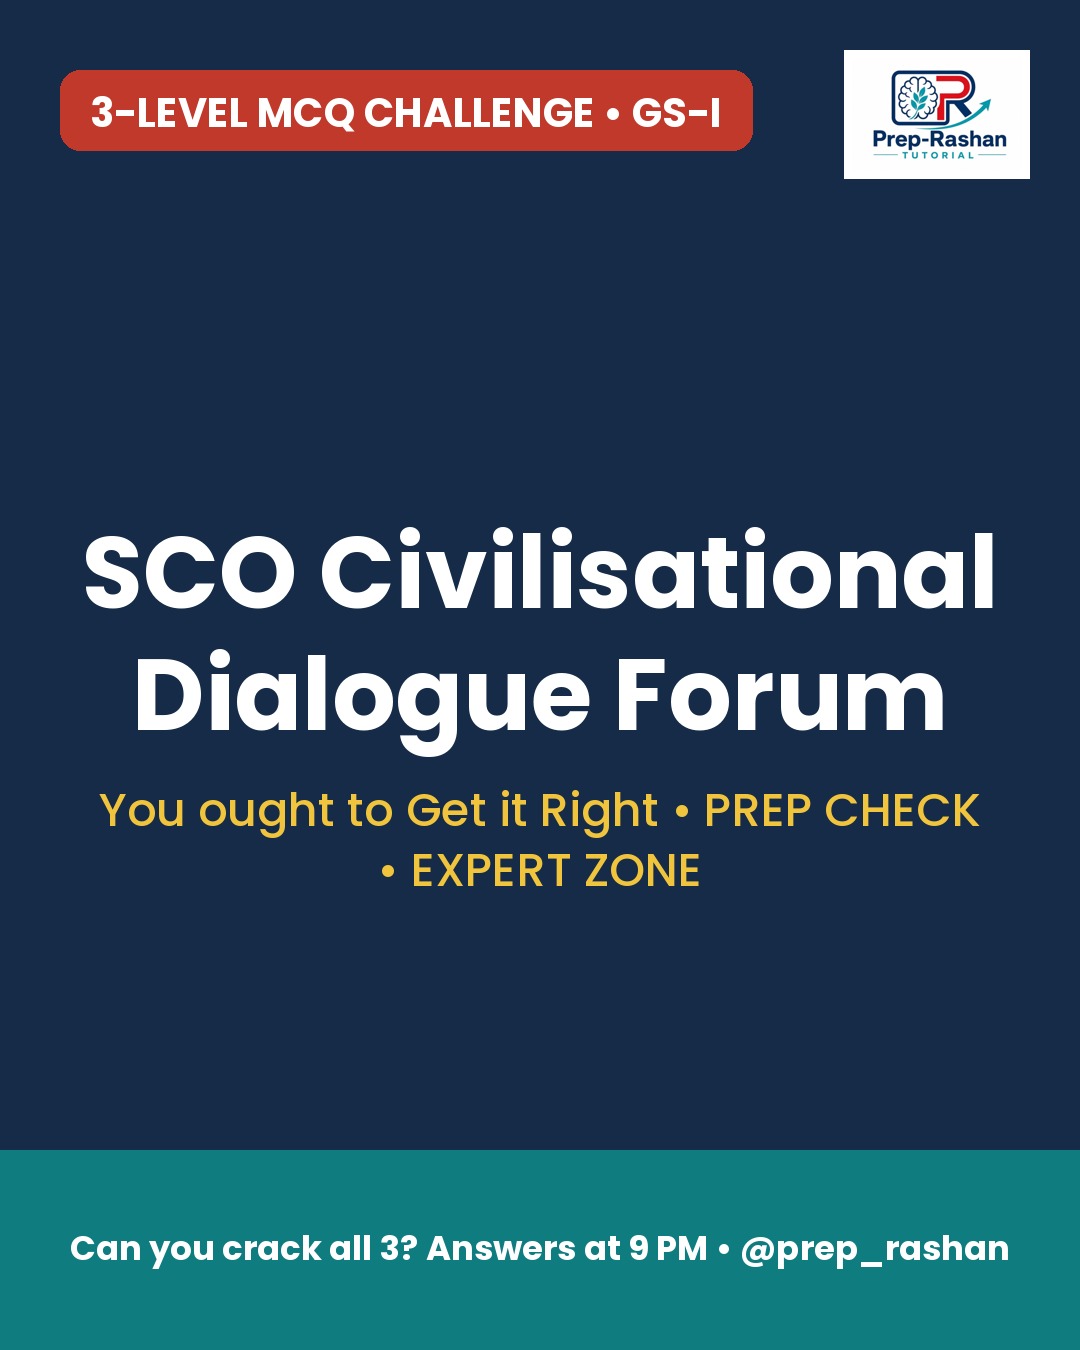 3-LEVEL MCQ CHALLENGE • GS-I
Prep-Rashan
TUTORIAL
SCO Civilisational
Dialogue Forum
You ought to Get it Right • PREP CHECK
• EXPERT ZONE
Can you crack all 3? Answers at 9 PM • @prep_rashan